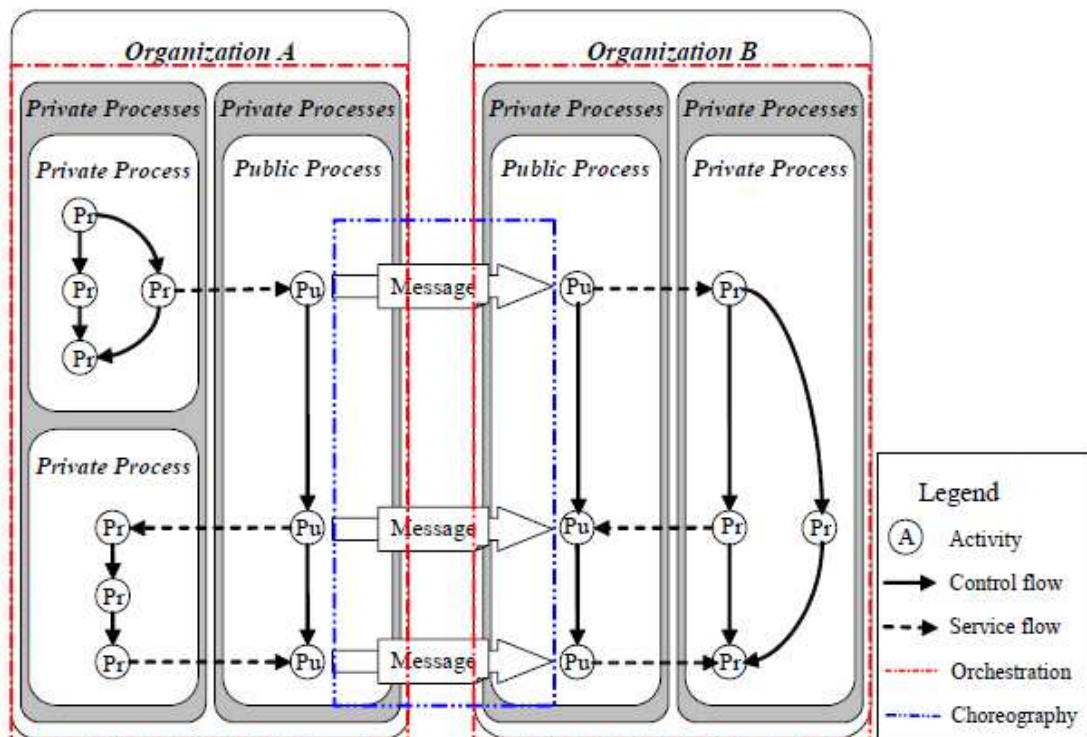 Organization A
Organization B
Private Processes
Private Processes
Private Processes
Private Processes
Private Process
Public Process
Public Process
Private Process
Pr
Pr
Pr
Pu
Message
Pu
Pr
Pr
Private Process
Pr
Pu
Message
Pu
Pr
Pr
Pr
Pr
Pu
Message
Pu
Pr
Legend
A Activity
Control flow
Service flow
Orchestration
Choreography